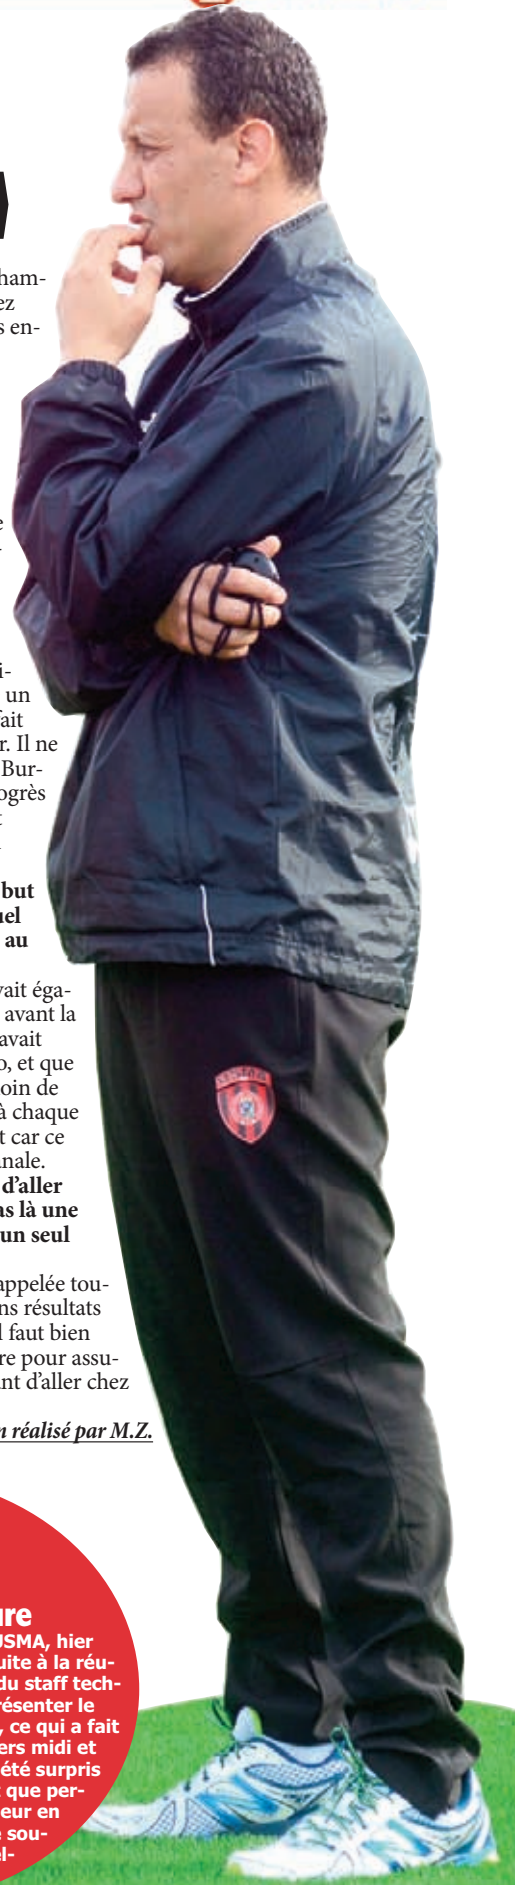 ham-
ez
s en-
e
-
i-
un
fait
r. Il ne
Bur-
ogrès
t
but
uel
au
vait éga-
avant la
avait
o, et que
oin de
à chaque
t car ce
nale.
d’aller
as là une
un seul
appelée tou-
ns résultats
l faut bien
re pour assu-
nt d’aller chez
n réalisé par M.Z.
ure
USMA, hier
uite à la réu-
du staff tech-
résenter le
, ce qui a fait
ers midi et
été surpris
t que per-
eur en
e sou-
el-